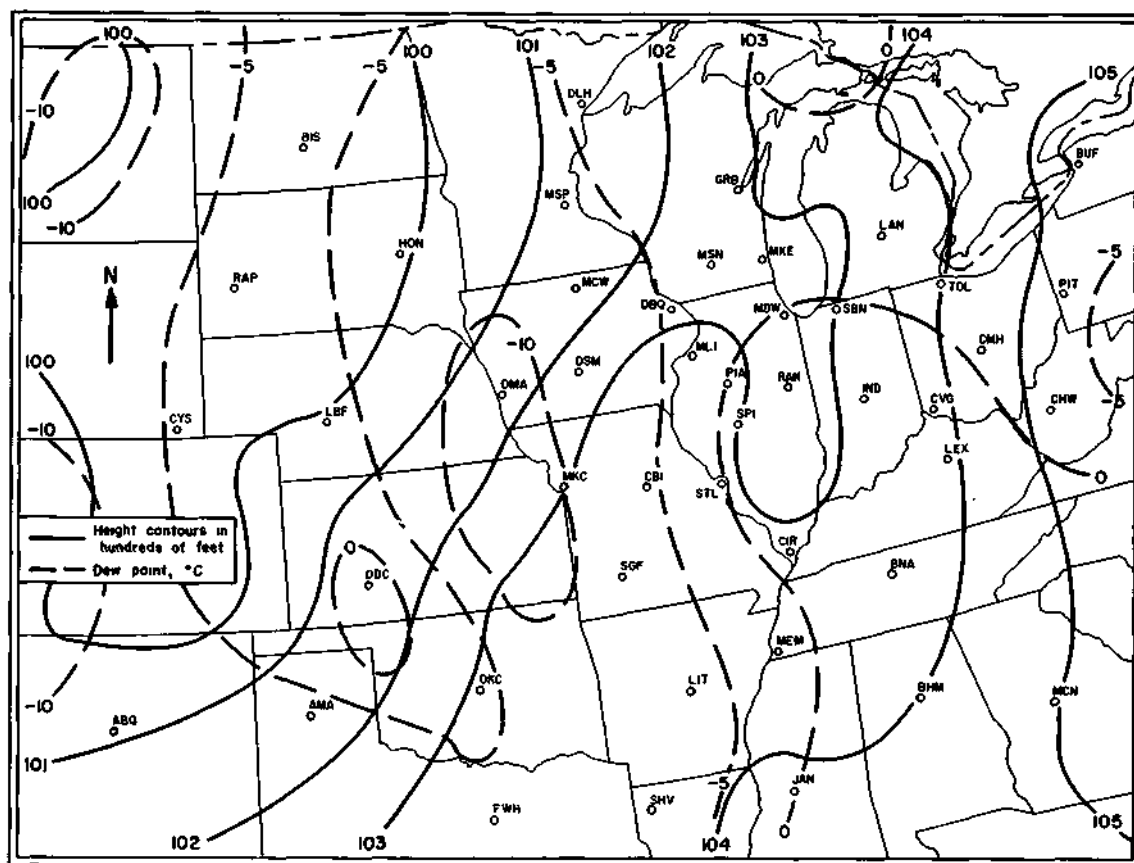 100
-5
-5
100
101
-5
102
103
0
0
104
105
-10
DLH
BIS
BUF
GRB
100
-10
MSP
LAN
HON
N
RAP
MSN
MKE
-5
MCW
DBQ
MDW
SBN
TDL
PIT
-10
MLI
CMH
100
DSM
PIA
RAN
OMA
IND
-5
-10
CYS
LBF
SPI
CVG
CHW
LEX
MKC
CBI
STL
0
Height contours in
hundreds of feet
Dew point, °C
0
CIR
DDC
SGF
BNA
MEM
-10
ABQ
AMA
OKC
LIT
BHM
MCN
101
-5
JAN
SHV
FWH
102
103
104
0
105